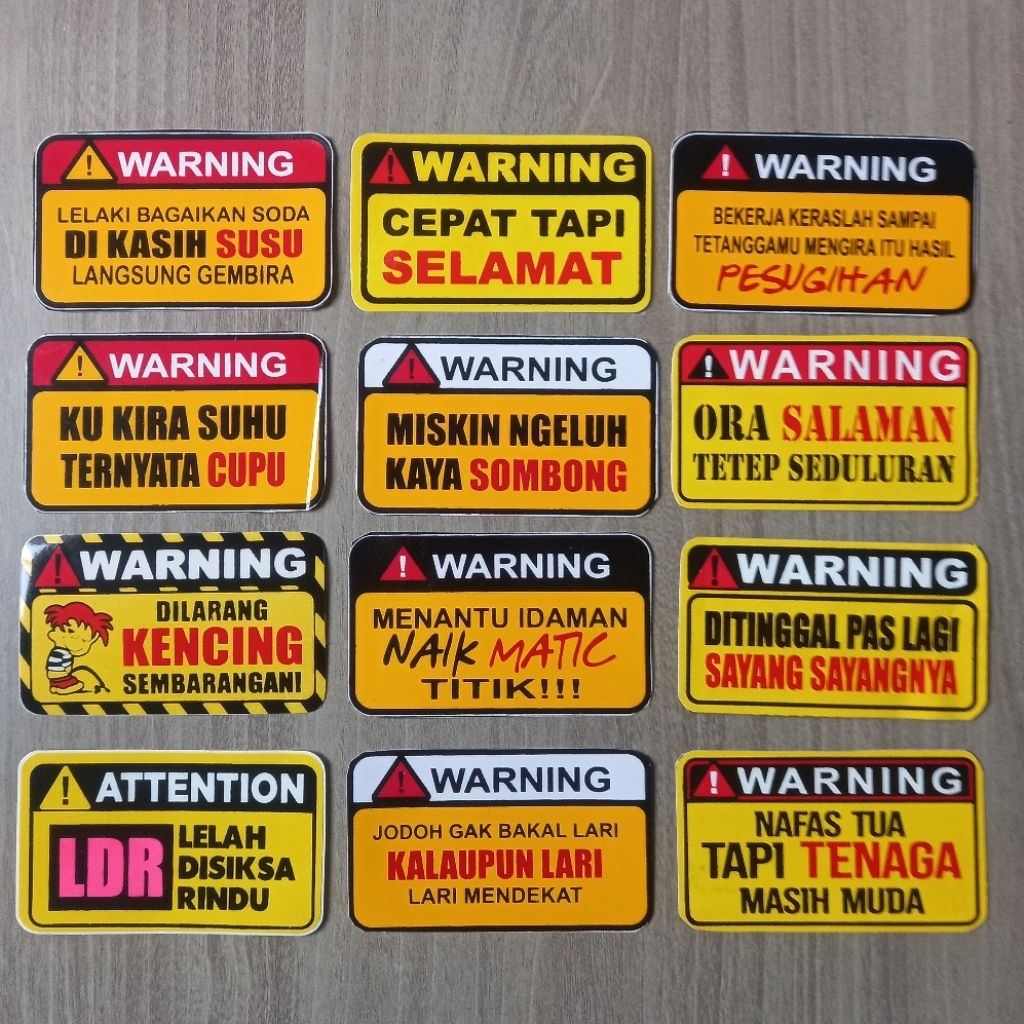 WARNING
LELAKI BAGAIKAN SODA
DI KASIH SUSU
LANGSUNG GEMBIRA
WARNING
CEPAT TAPI
SELAMAT
WARNING
BEKERJA KERASLAH SAMPAI
TETANGGAMU MENGIRA ITU HASIL
PESUGIHAN
WARNING
KU KIRA SUHU
TERNYATA CUPU
WARNING
MISKIN NGELUH
KAYA SOMBONG
WARNING
ORA SALAMAN
TETEP SEDULURAN
WARNING
DILARANG
KENCING
SEMBARANGAN!
WARNING
MENANTU IDAMAN
NAIK MATIC
TITIK!!!
WARNING
DITINGGAL PAS LAGI
SAYANG SAYANGNYA
ATTENTION
LDR
LELAH
DISIKSA
RINDU
WARNING
JODOH GAK BAKAL LARI
KALAUPUN LARI
LARI MENDEKAT
WARNING
NAFAS TUA
TAPI TENAGA
MASIH MUDA